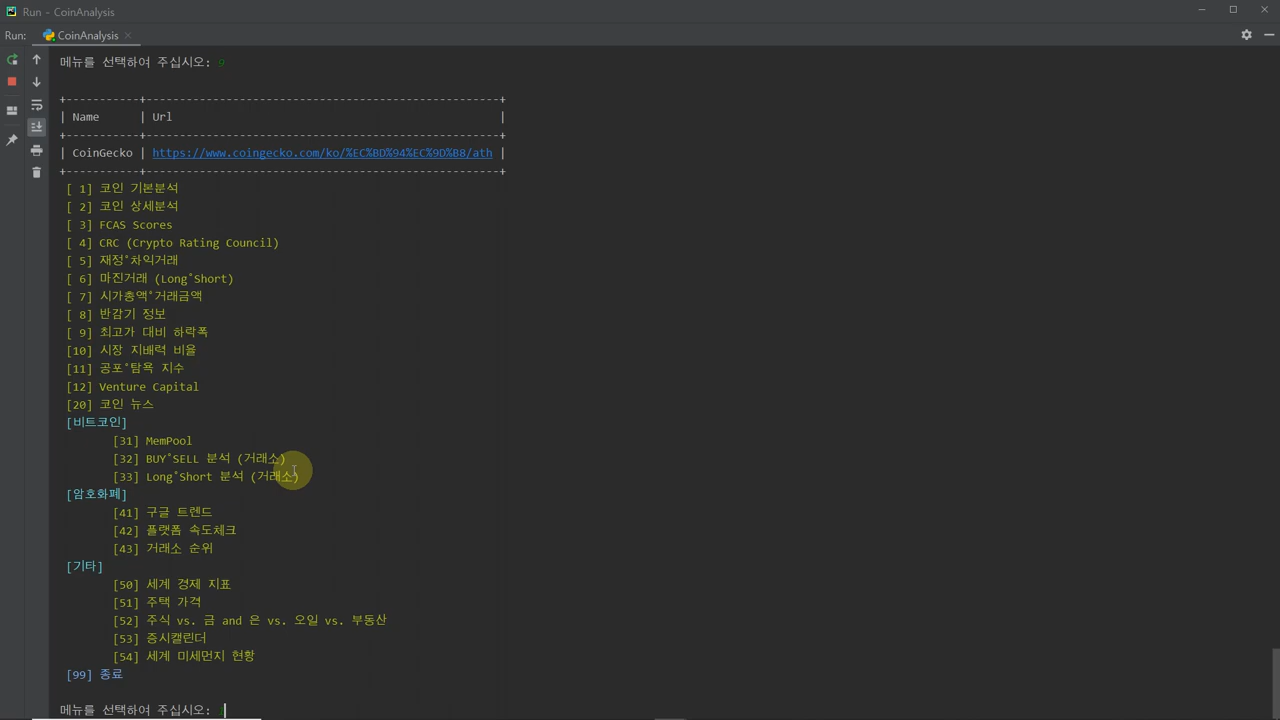 Run - CoinAnalysis
Run: CoinAnalysis
메뉴를 선택하여 주십시오: 9
+----------+-----------------------------------------------------+
| Name | Url |
+----------+-----------------------------------------------------+
| CoinGecko | https://www.coingecko.com/ko/%EC%BD%94%EC%9D%B8/ath |
+----------+-----------------------------------------------------+
[ 1] 코인 기본분석
[ 2] 코인 상세분석
[ 3] FCAS Scores
[ 4] CRC (Crypto Rating Council)
[ 5] 재정°차익거래
[ 6] 마진거래 (Long°Short)
[ 7] 시가총액°거래금액
[ 8] 반감기 정보
[ 9] 최고가 대비 하락폭
[10] 시장 지배력 비율
[11] 공포°탐욕 지수
[12] Venture Capital
[20] 코인 뉴스
[비트코인]
[31] MemPool
[32] BUY°SELL 분석 (거래소)
[33] Long°Short 분석 (거래소)
[암호화폐]
[41] 구글 트렌드
[42] 플랫폼 속도체크
[43] 거래소 순위
[기타]
[50] 세계 경제 지표
[51] 주택 가격
[52] 주식 vs. 금 and 은 vs. 오일 vs. 부동산
[53] 증시캘린더
[54] 세계 미세먼지 현황
[99] 종료
메뉴를 선택하여 주십시오: